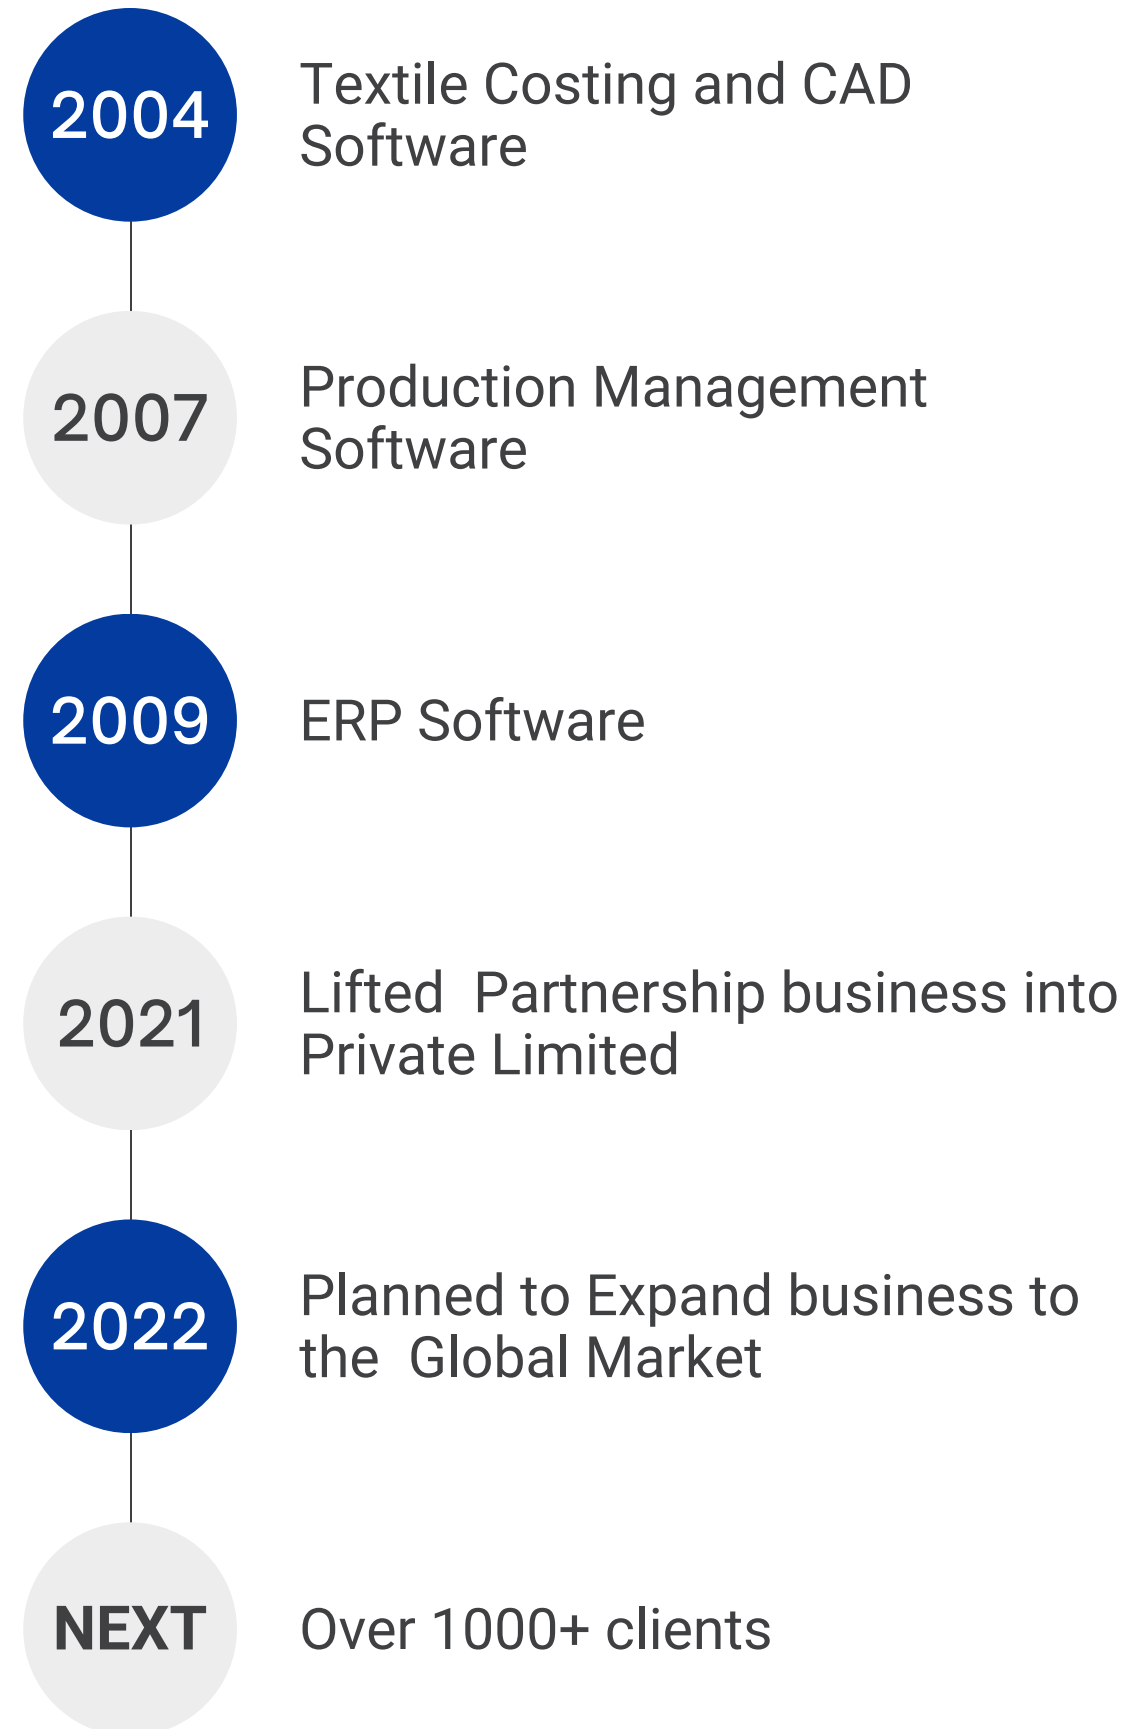 2004
Textile Costing and CAD
Software
2007
Production Management
Software
2009
ERP Software
2021
Lifted  Partnership business into
Private Limited
2022
Planned to Expand business to
the  Global Market
NEXT
Over 1000+ clients